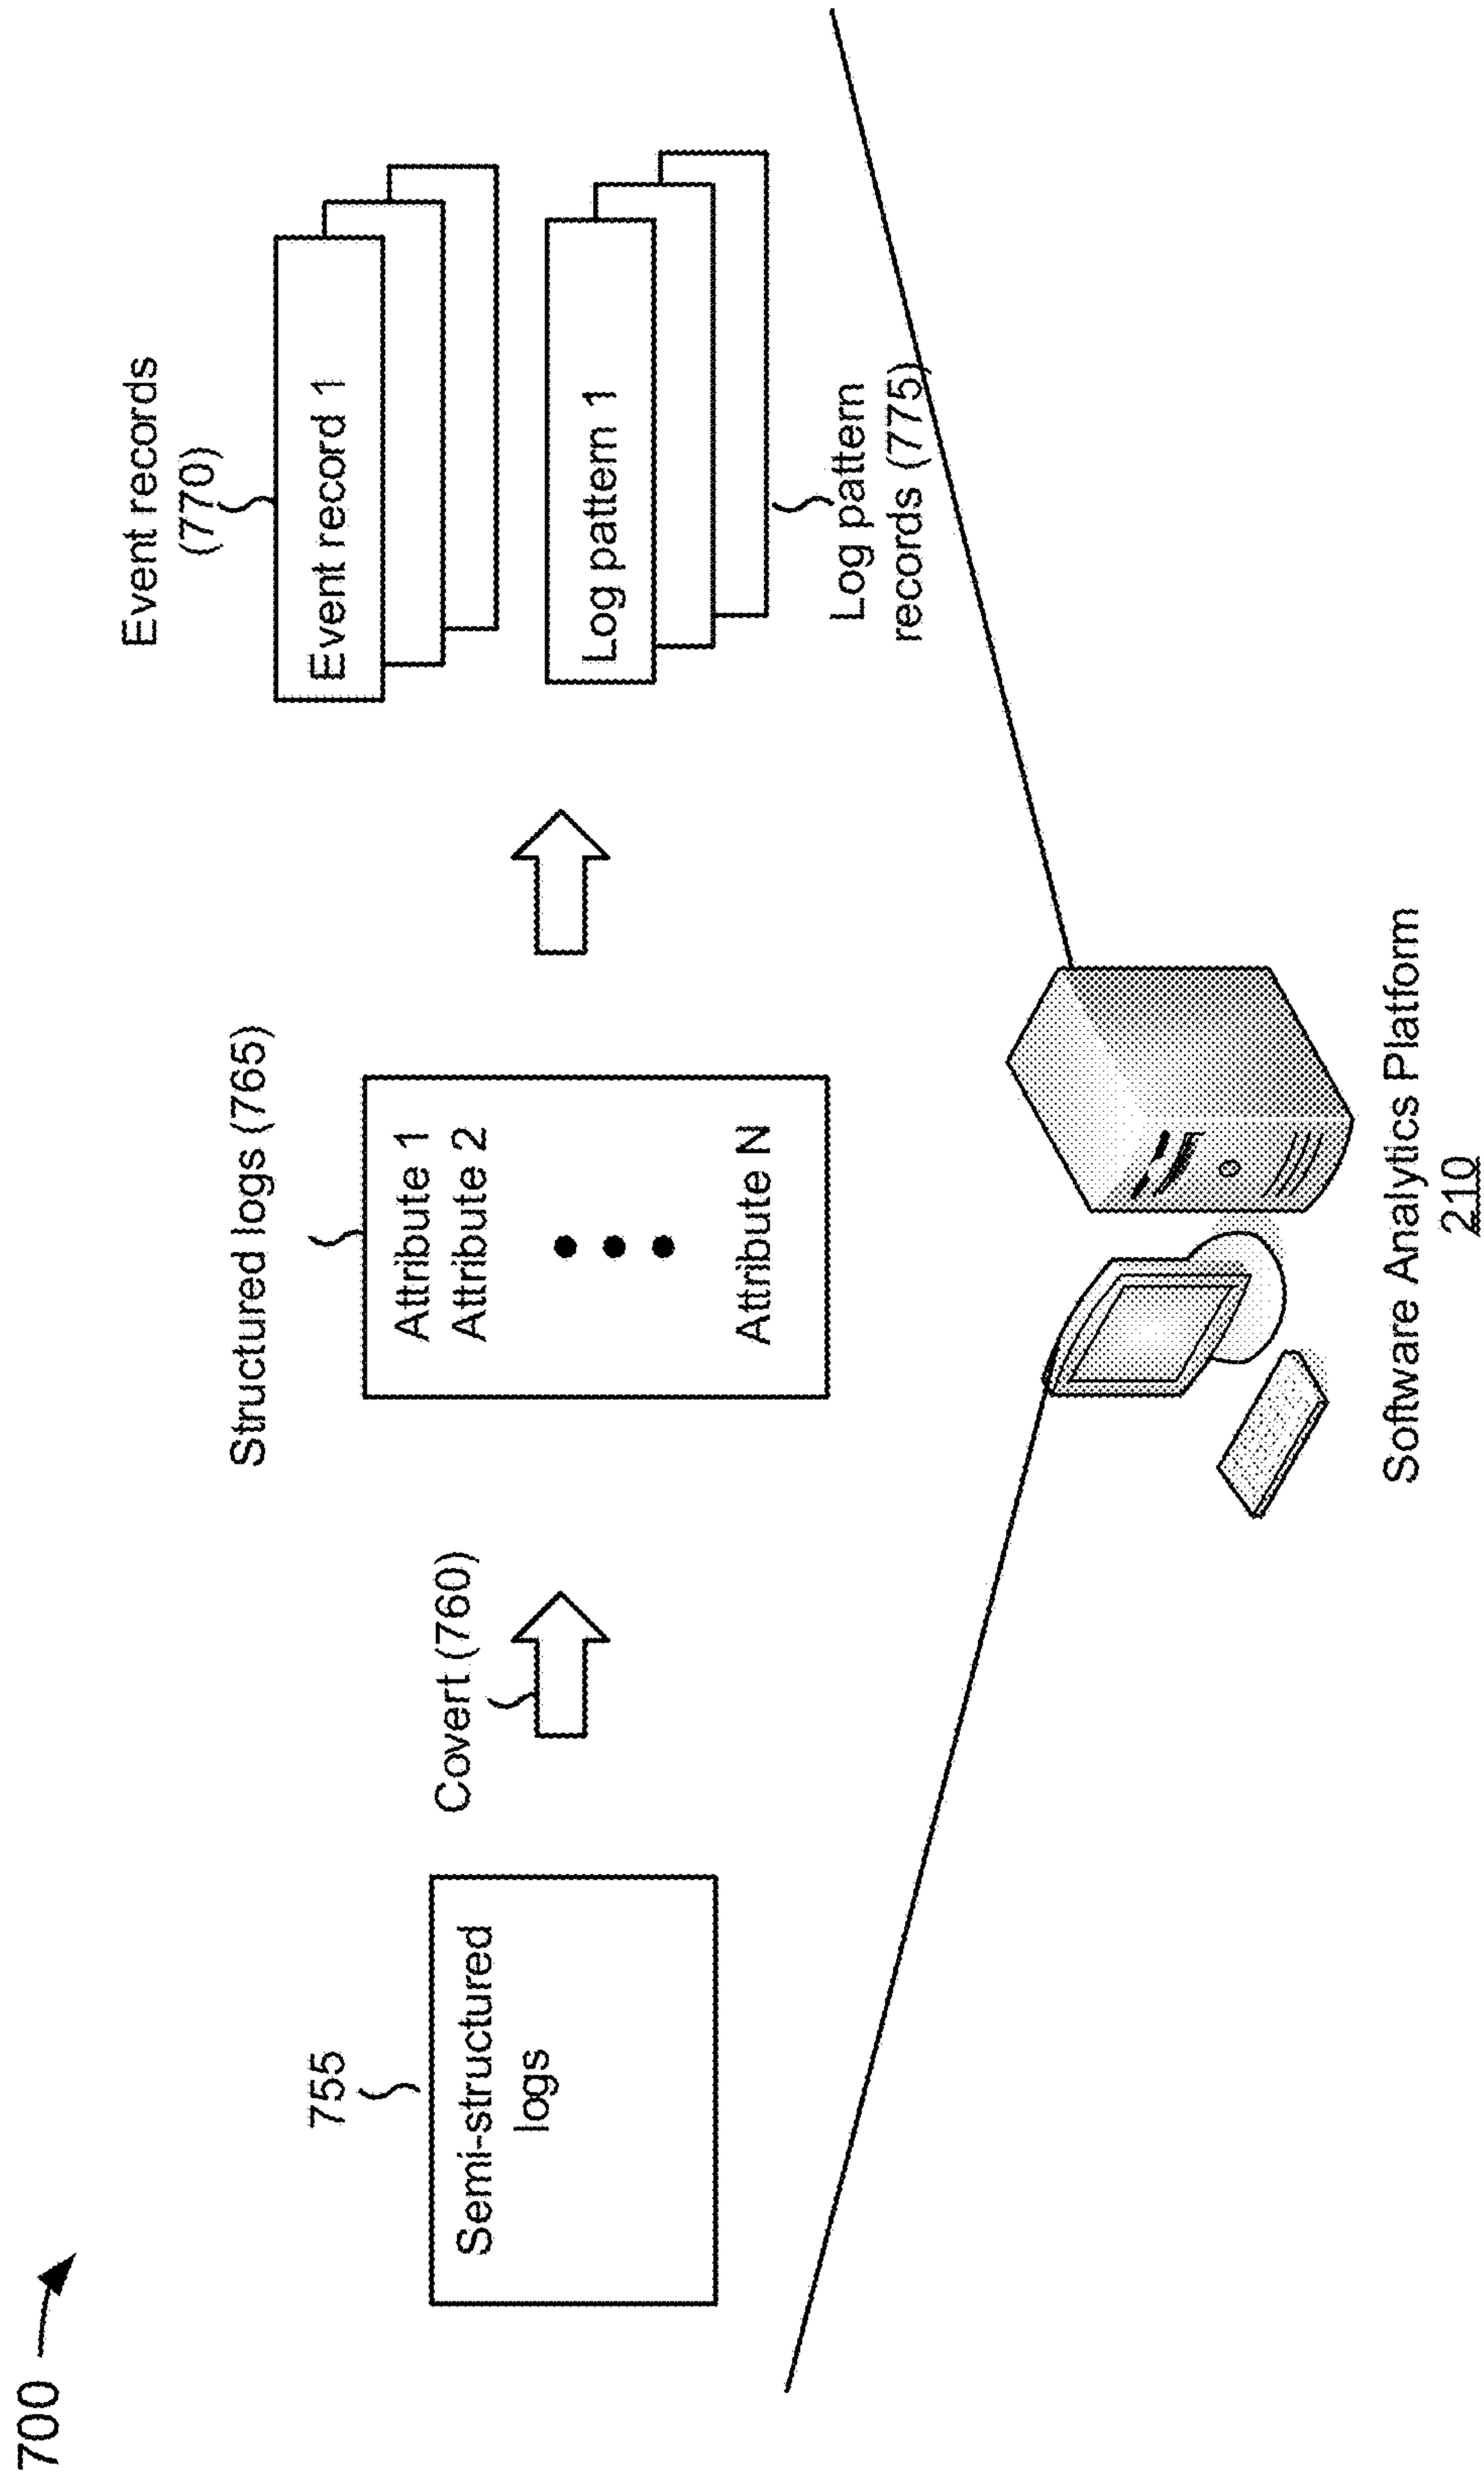 700
755
Semi-structured
logs
Covert (760)
Structured logs (765)
Attribute 1
Attribute 2
Attribute N
Event records
(770)
Event record 1
Log pattern 1
Log pattern
records (775)
Software Analytics Platform
210